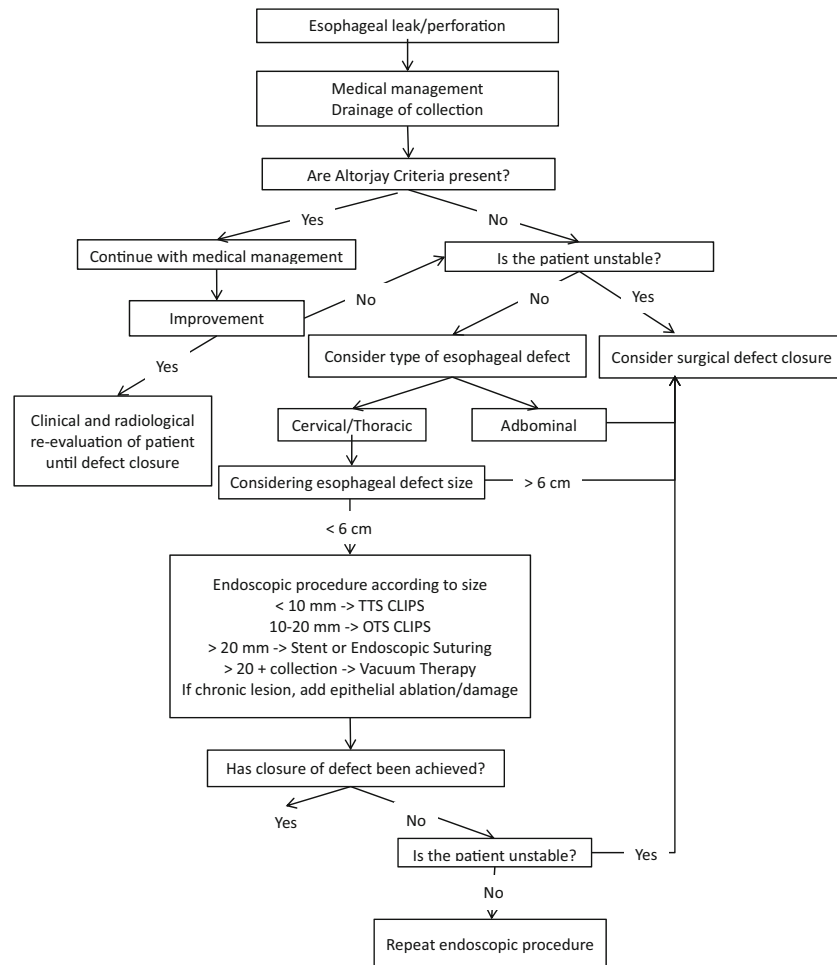 Esophageal leak/perforation
Medical management
Drainage of collection
Are Altorjay Criteria present?
Yes
No
Continue with medical management
Is the patient unstable?
No
No
Yes
Improvement
Consider type of esophageal defect
Consider surgical defect closure
Yes
Clinical and radiological
re-evaluation of patient
until defect closure
Cervical/Thoracic
Adbominal
Considering esophageal defect size
> 6 cm
< 6 cm
Endoscopic procedure according to size
< 10 mm -> TTS CLIPS
10-20 mm -> OTS CLIPS
> 20 mm -> Stent or Endoscopic Suturing
> 20 + collection -> Vacuum Therapy
If chronic lesion, add epithelial ablation/damage
Has closure of defect been achieved?
Yes
No
Is the patient unstable?
Yes
No
Repeat endoscopic procedure